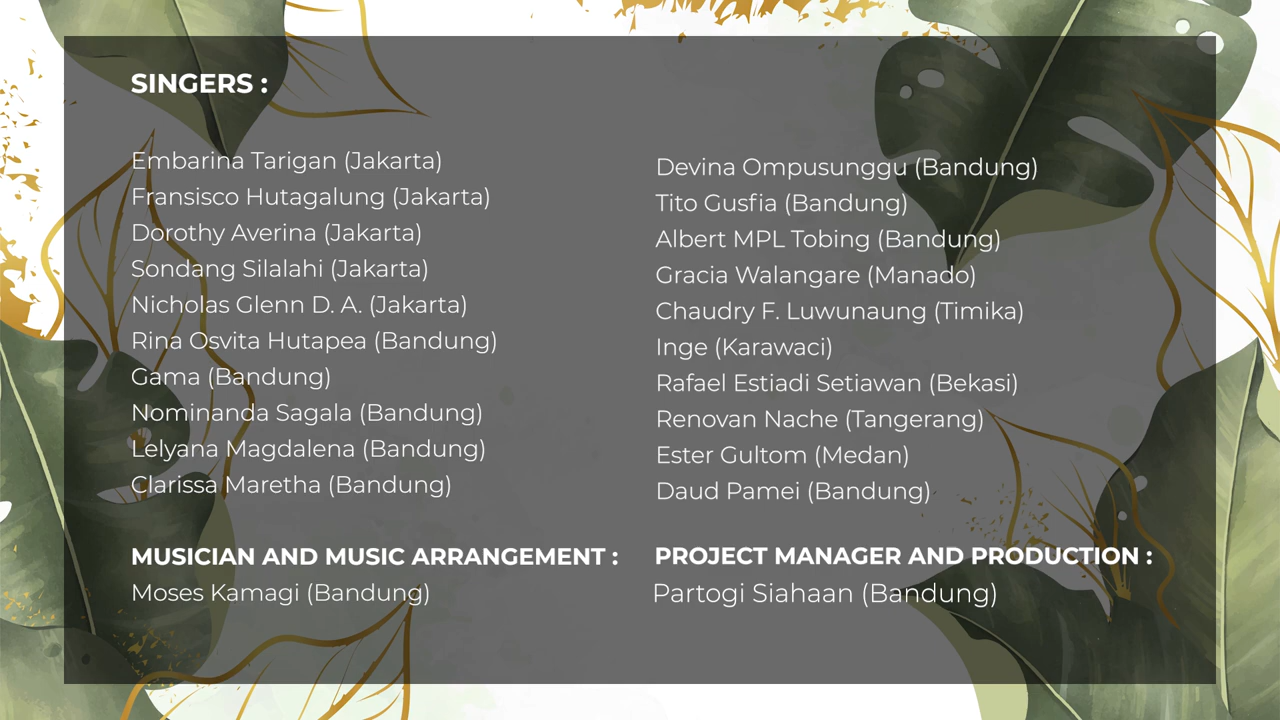 SINGERS :
Embarina Tarigan (Jakarta)
Fransisco Hutagalung (Jakarta)
Dorothy Averina (Jakarta)
Sondang Silalahi (Jakarta)
Nicholas Glenn D. A. (Jakarta)
Rina Osvita Hutapea (Bandung)
Gama (Bandung)
Nominanda Sagala (Bandung)
Lelyana Magdalena (Bandung)
Clarissa Maretha (Bandung)
Devina Ompusunggu (Bandung)
Tito Gusfia (Bandung)
Albert MPL Tobing (Bandung)
Gracia Walangare (Manado)
Chaudry F. Luwunaung (Timika)
Inge (Karawaci)
Rafael Estiadi Setiawan (Bekasi)
Renovan Nache (Tangerang)
Ester Gultom (Medan)
Daud Pamei (Bandung)
MUSICIAN AND MUSIC ARRANGEMENT :
Moses Kamagi (Bandung)
PROJECT MANAGER AND PRODUCTION :
Partogi Siahaan (Bandung)